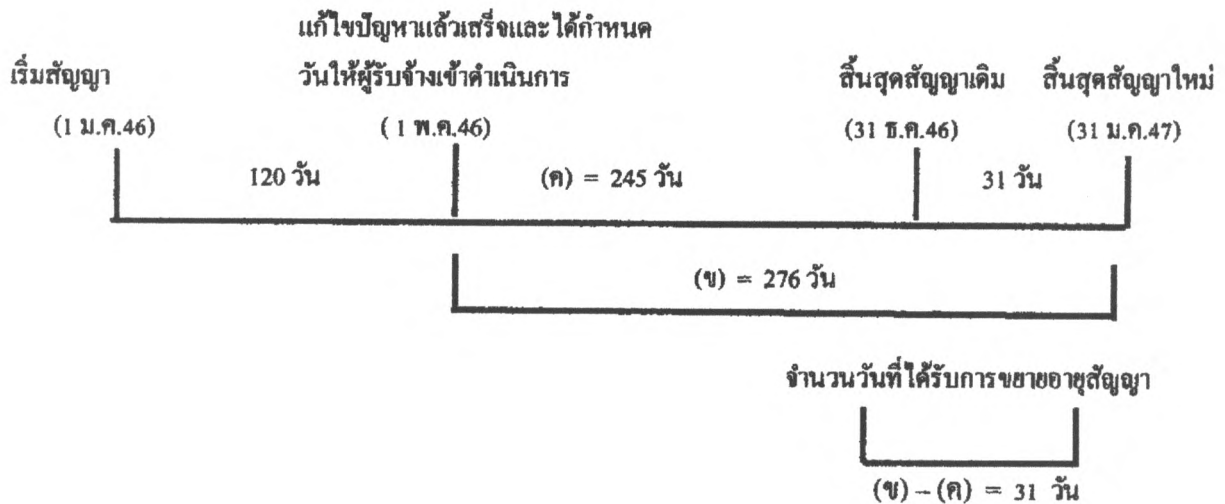 แก้ไขปัญหาแล้วเสร็จและได้กำหนด
เริ่มสัญญา วันให้ผู้รับจ้างเข้าดำเนินการ สิ้นสุดสัญญาเดิม สิ้นสุดสัญญาใหม่
(1 ม.ค.46) ( 1 พ.ค.46) (31 ธ.ค.46) (31 ม.ค.47)
120 วัน (ค) = 245 วัน 31 วัน
(ข) = 276 วัน
จำนวนวันที่ได้รับการขยายอายุสัญญา
(ข) – (ค) = 31 วัน